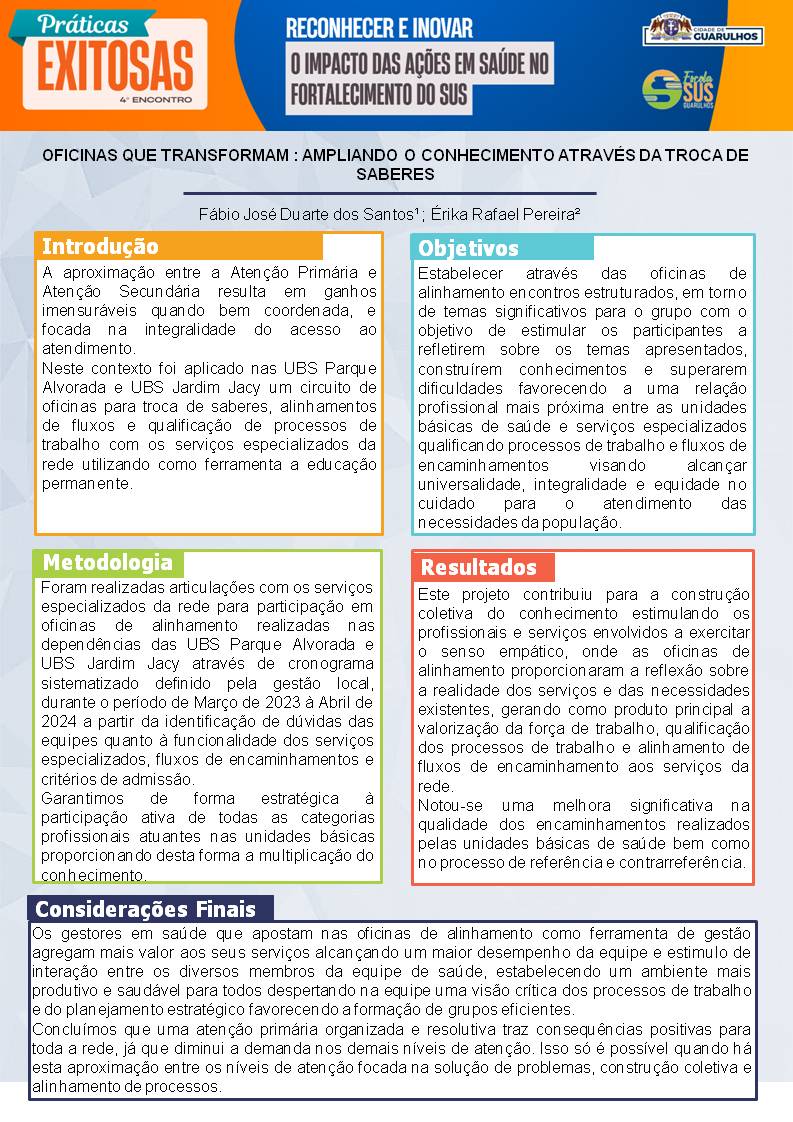 Práticas
EXITOSAS
4º ENCONTRO
RECONHECER E INOVAR
O IMPACTO DAS AÇÕES EM SAÚDE NO
FORTALECIMENTO DO SUS
CIDADE DE
GUARULHOS
Escola
SUS
GUARULHOS
OFICINAS QUE TRANSFORMAM : AMPLIANDO O CONHECIMENTO ATRAVÉS DA TROCA DE
SABERES
Fábio José Duarte dos Santos¹ ; Érika Rafael Pereira²
Introdução
A aproximação entre a Atenção Primária e
Atenção Secundária resulta em ganhos
imensuráveis quando bem coordenada, e
focada na integralidade do acesso ao
atendimento.
Neste contexto foi aplicado nas UBS Parque
Alvorada e UBS Jardim Jacy um circuito de
oficinas para troca de saberes, alinhamentos
de fluxos e qualificação de processos de
trabalho com os serviços especializados da
rede utilizando como ferramenta a educação
permanente.
Objetivos
Estabelecer através das oficinas de
alinhamento encontros estruturados, em torno
de temas significativos para o grupo com o
objetivo de estimular os participantes a
refletirem sobre os temas apresentados,
construírem conhecimentos e superarem
dificuldades favorecendo a uma relação
profissional mais próxima entre as unidades
básicas de saúde e serviços especializados
qualificando processos de trabalho e fluxos de
encaminhamentos visando alcançar
universalidade, integralidade e equidade no
cuidado para o atendimento das
necessidades da população.
Metodologia
Foram realizadas articulações com os serviços
especializados da rede para participação em
oficinas de alinhamento realizadas nas
dependências das UBS Parque Alvorada e
UBS Jardim Jacy através de cronograma
sistematizado definido pela gestão local,
durante o período de Março de 2023 à Abril de
2024 a partir da identificação de dúvidas das
equipes quanto à funcionalidade dos serviços
especializados, fluxos de encaminhamentos e
critérios de admissão.
Garantimos de forma estratégica à
participação ativa de todas as categorias
profissionais atuantes nas unidades básicas
proporcionando desta forma a multiplicação do
conhecimento.
Resultados
Este projeto contribuiu para a construção
coletiva do conhecimento estimulando os
profissionais e serviços envolvidos a exercitar
o senso empático, onde as oficinas de
alinhamento proporcionaram a reflexão sobre
a realidade dos serviços e das necessidades
existentes, gerando como produto principal a
valorização da força de trabalho, qualificação
dos processos de trabalho e alinhamento de
fluxos de encaminhamento aos serviços da
rede.
Notou-se uma melhora significativa na
qualidade dos encaminhamentos realizados
pelas unidades básicas de saúde bem como
no processo de referência e contrarreferência.
Considerações Finais
Os gestores em saúde que apostam nas oficinas de alinhamento como ferramenta de gestão
agregam mais valor aos seus serviços alcançando um maior desempenho da equipe e estimulo de
interação entre os diversos membros da equipe de saúde, estabelecendo um ambiente mais
produtivo e saudável para todos despertando na equipe uma visão crítica dos processos de trabalho
e do planejamento estratégico favorecendo a formação de grupos eficientes.
Concluímos que uma atenção primária organizada e resolutiva traz consequências positivas para
toda a rede, já que diminui a demanda nos demais níveis de atenção. Isso só é possível quando há
esta aproximação entre os níveis de atenção focada na solução de problemas, construção coletiva e
alinhamento de processos.